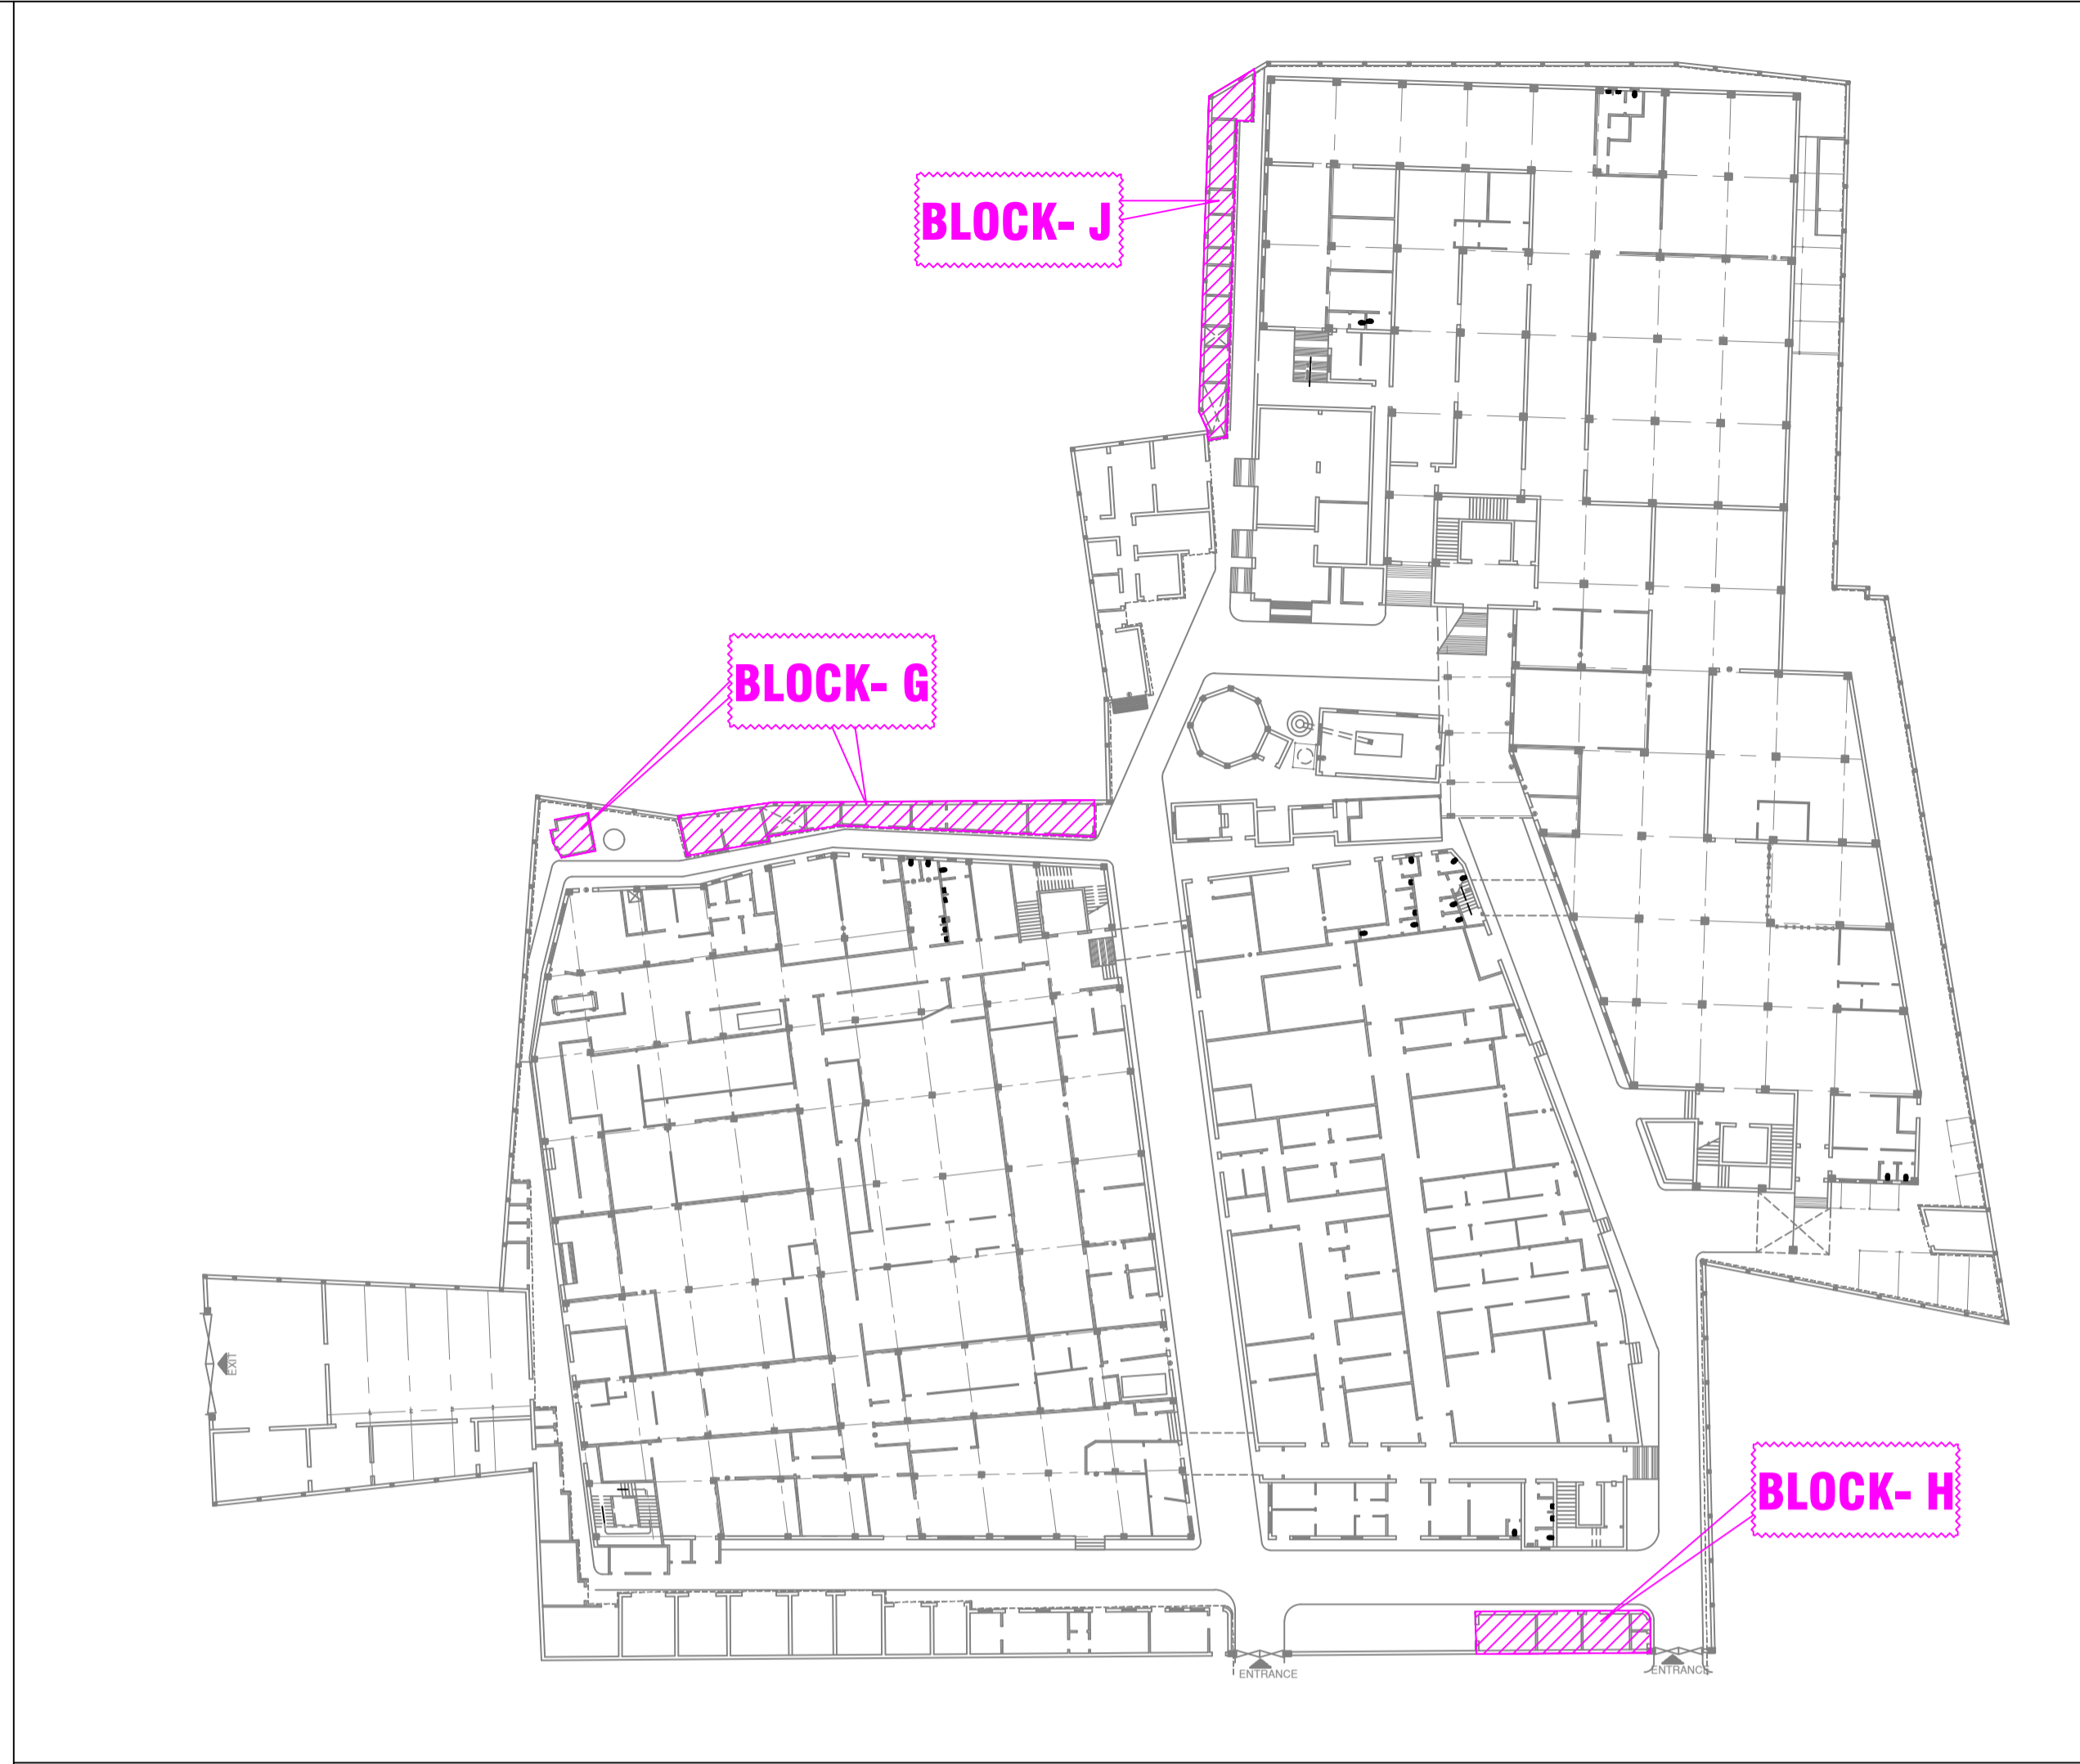 BLOCK- J
BLOCK- G
EXIT
BLOCK- H
ENTRANCE
ENTRANCE